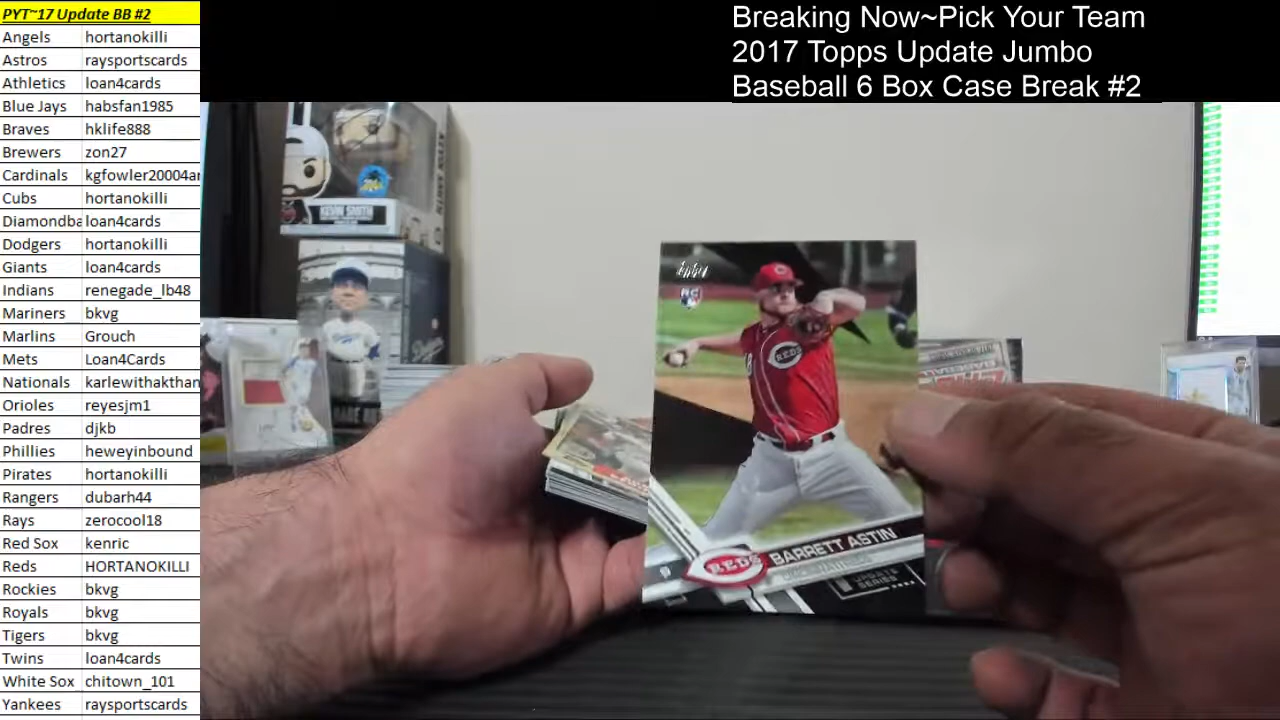 PYT~17 Update BB #2
Angels hortanokilli
Astros raysportscards
Athletics loan4cards
Blue Jays habsfan1985
Braves hklife888
Brewers zon27
Cardinals kgfowler20004ar
Cubs hortanokilli
Diamondba loan4cards
Dodgers hortanokilli
Giants loan4cards
Indians renegade_lb48
Mariners bkvg
Marlins Grouch
Mets Loan4Cards
Nationals karlewithakthan
Orioles reyesjm1
Padres djkb
Phillies heweyinbound
Pirates hortanokilli
Rangers dubarh44
Rays zerocool18
Red Sox kenric
Reds HORTANOKILLI
Rockies bkvg
Royals bkvg
Tigers bkvg
Twins loan4cards
White Sox chitown_101
Yankees raysportscards
Breaking Now~Pick Your Team
2017 Topps Update Jumbo
Baseball 6 Box Case Break #2
KEVIN SMITH
Topps
RC
REDS
BARRETT ASTIN
REDS
UPDATE
SERIES